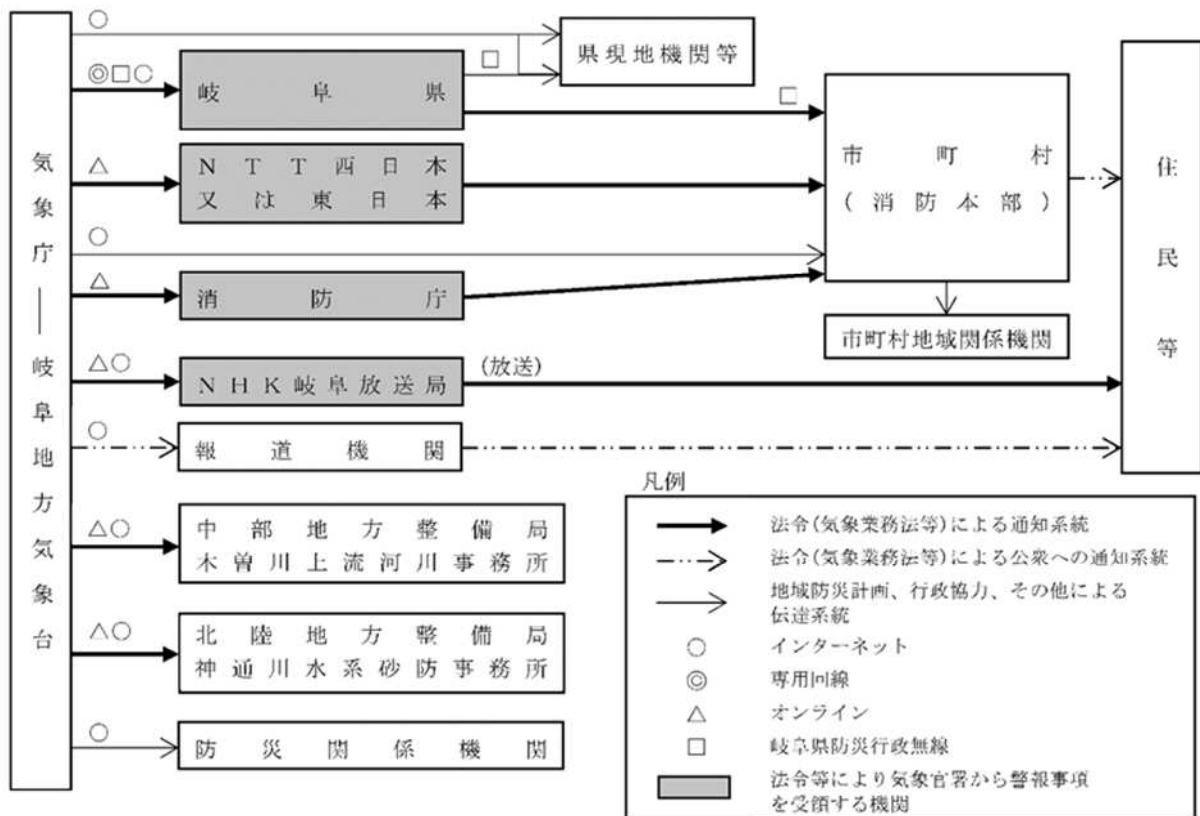 気象庁――岐阜地方気象台
○
◎□○
岐阜県
□
県現地機関等
□
△
NTT西日本
又は東日本
○
△
消防庁
市町村
(消防本部)
市町村地域関係機関
住民等
△○
NHK岐阜放送局
(放送)
○
報道機関
△○
中部地方整備局
木曽川上流河川事務所
△○
北陸地方整備局
神通川水系砂防事務所
○
防災関係機関
凡例
法令(気象業務法等)による通知系統
法令(気象業務法等)による公衆への通知系統
地域防災計画、行政協力、その他による
伝達系統
○ インターネット
◎ 専用回線
△ オンライン
□ 岐阜県防災行政無線
法令等により気象官署から警報事項
を受領する機関